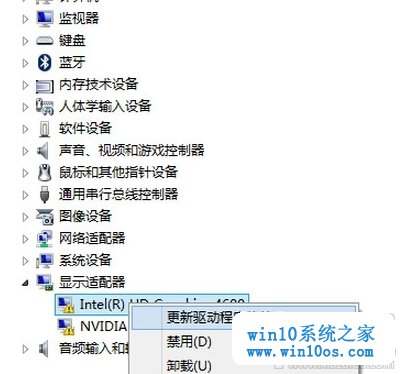 监视器
键盘
蓝牙
内存技术设备
人体学输入设备
软件设备
声音、视频和游戏控制器
鼠标和其他指针设备
通用串行总线控制器
图像设备
网络适配器
系统设备
显示适配器
Intel(R) HD Graphics 4600
更新驱动程序
NVIDIA
禁用(D)
win10系统之家
www.win10os.com
音频输入和
卸载(U)